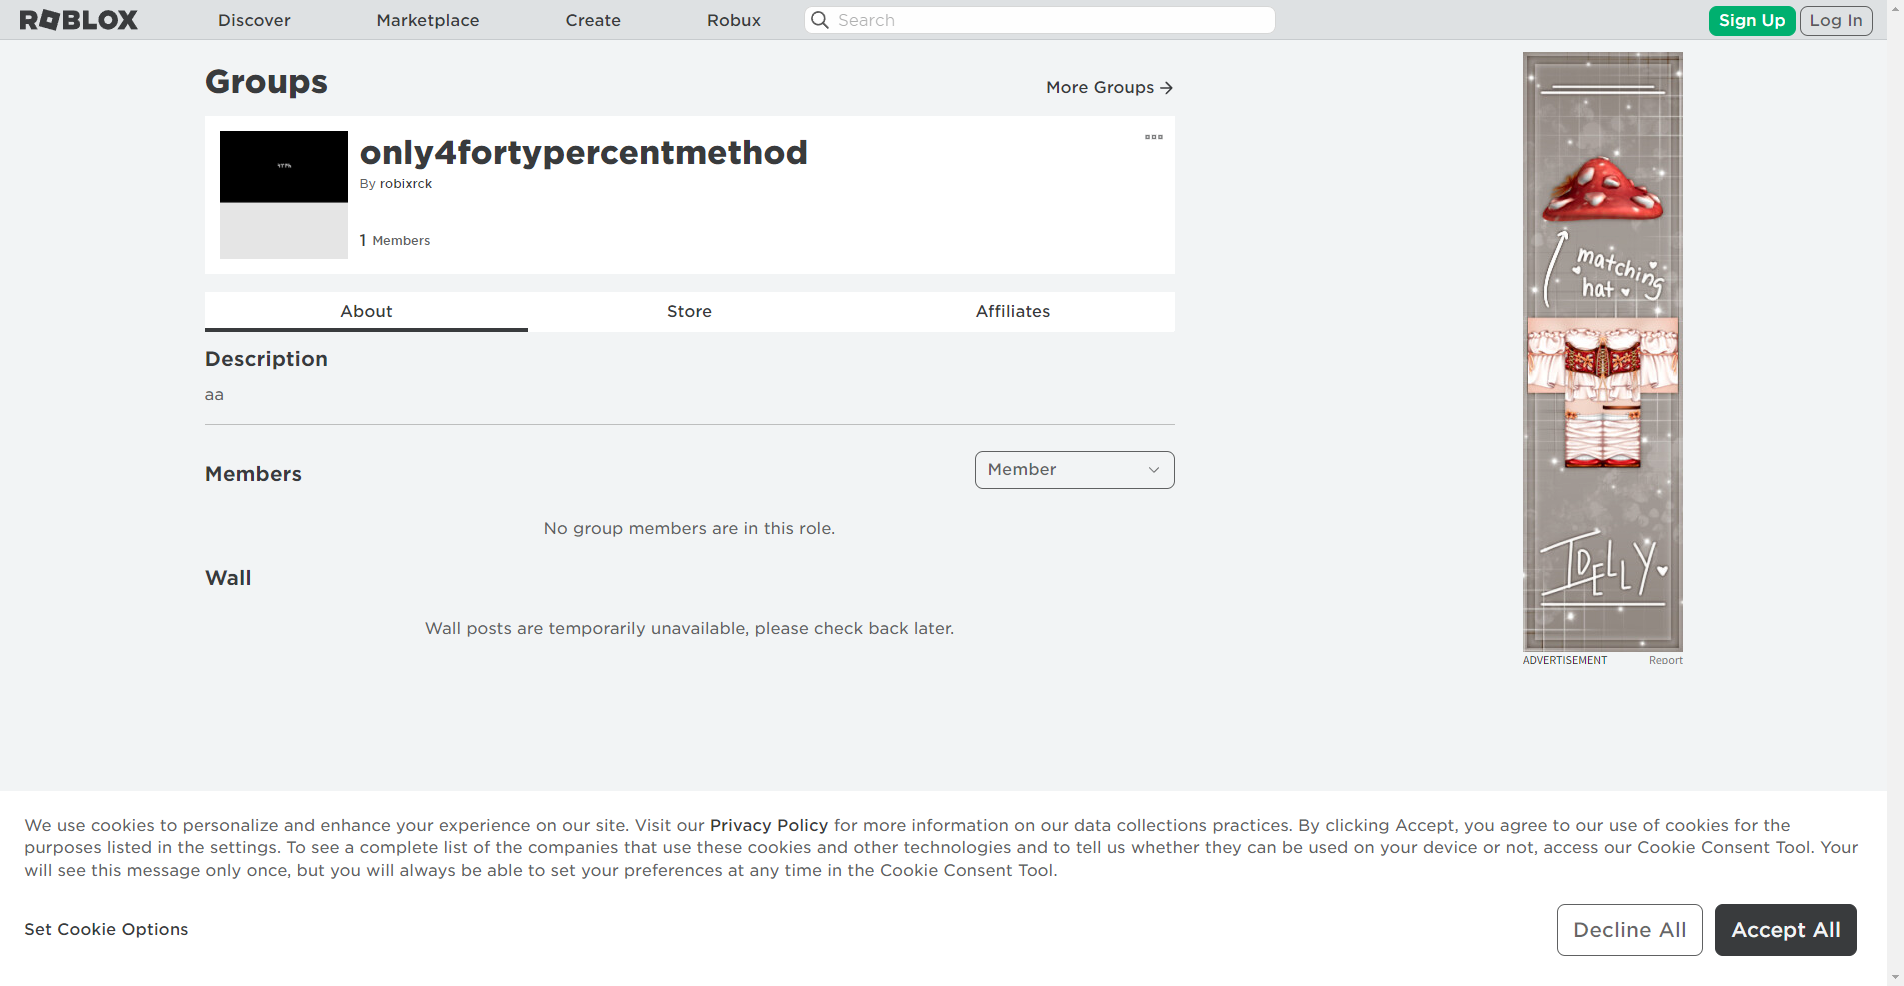 ROBLOX Discover Marketplace Create Robux Search Sign Up Log In
Groups
More Groups →
only4fortypercentmethod
By robixrck
1 Members
About Store Affiliates
Description
aa
Members
Member
No group members are in this role.
Wall
Wall posts are temporarily unavailable, please check back later.
matching
hat
IDELLY
ADVERTISEMENT Report
We use cookies to personalize and enhance your experience on our site. Visit our Privacy Policy for more information on our data collections practices. By clicking Accept, you agree to our use of cookies for the
purposes listed in the settings. To see a complete list of the companies that use these cookies and other technologies and to tell us whether they can be used on your device or not, access our Cookie Consent Tool. Your
will see this message only once, but you will always be able to set your preferences at any time in the Cookie Consent Tool.
Set Cookie Options
Decline All
Accept All